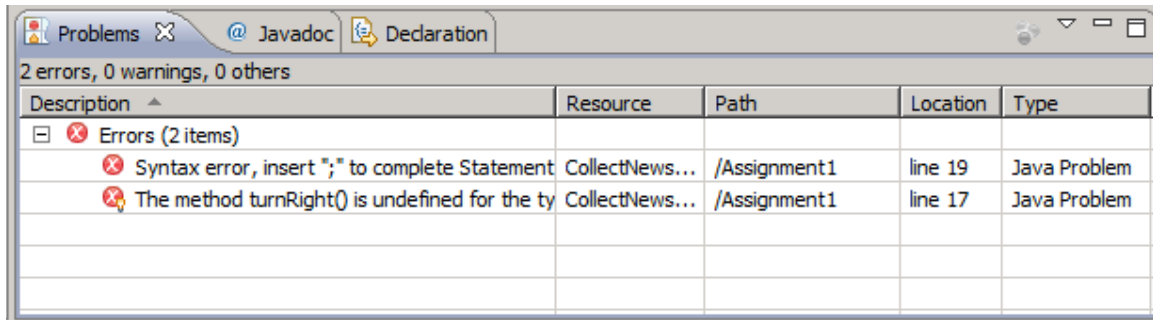 Problems @ Javadoc Declaration
2 errors, 0 warnings, 0 others
Description Resource Path Location Type
Errors (2 items)
Syntax error, insert ";" to complete Statement CollectNews... /Assignment1 line 19 Java Problem
The method turnRight() is undefined for the ty CollectNews... /Assignment1 line 17 Java Problem